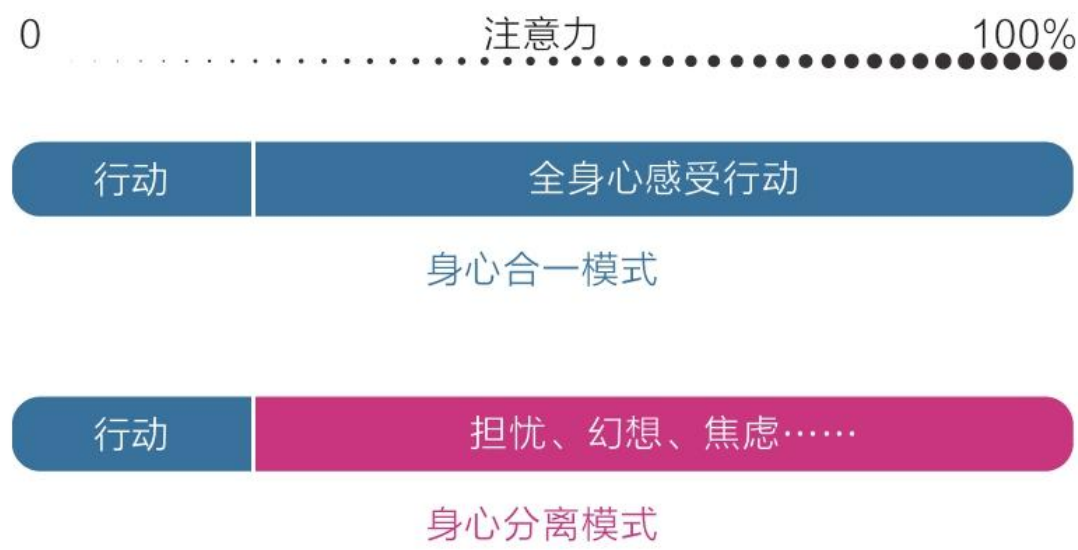 0 注意力 100%
行动 全身心感受行动
身心合一模式
行动 担忧、幻想、焦虑……
身心分离模式